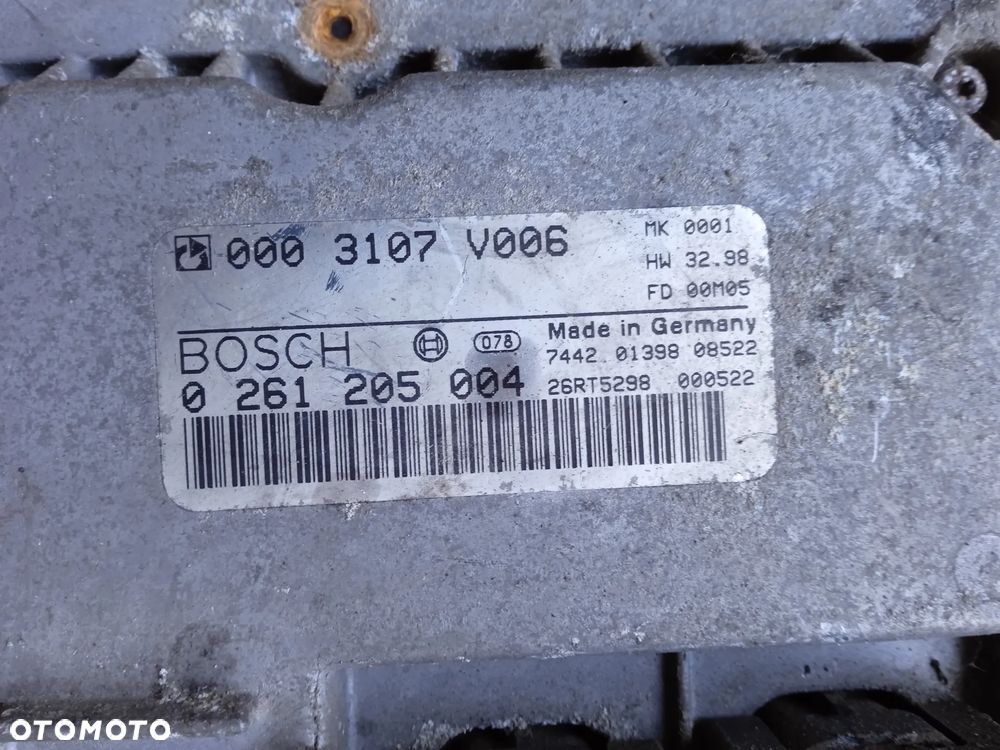 000 3107 V006
MK 0001
HW 32.98
FD 00M05
BOSCH
078
Made in Germany
7442 01398 08522
0 261 205 004
26RT5298 000522
OTOMOTO